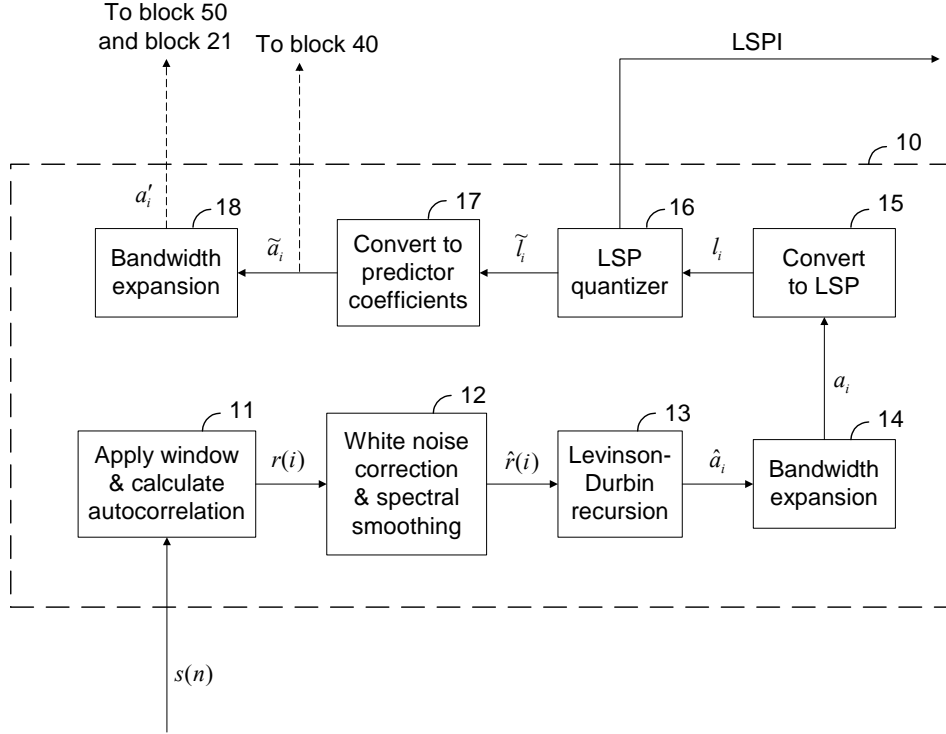 To block 50
and block 21
To block 40
LSPI
10
a′ᵢ
18
Bandwidth
expansion
ãᵢ
17
Convert to
predictor
coefficients
l̃ᵢ
16
LSP
quantizer
lᵢ
15
Convert
to LSP
aᵢ
11
Apply window
& calculate
autocorrelation
r(i)
12
White noise
correction
& spectral
smoothing
r̂(i)
13
Levinson-
Durbin
recursion
âᵢ
14
Bandwidth
expansion
s(n)